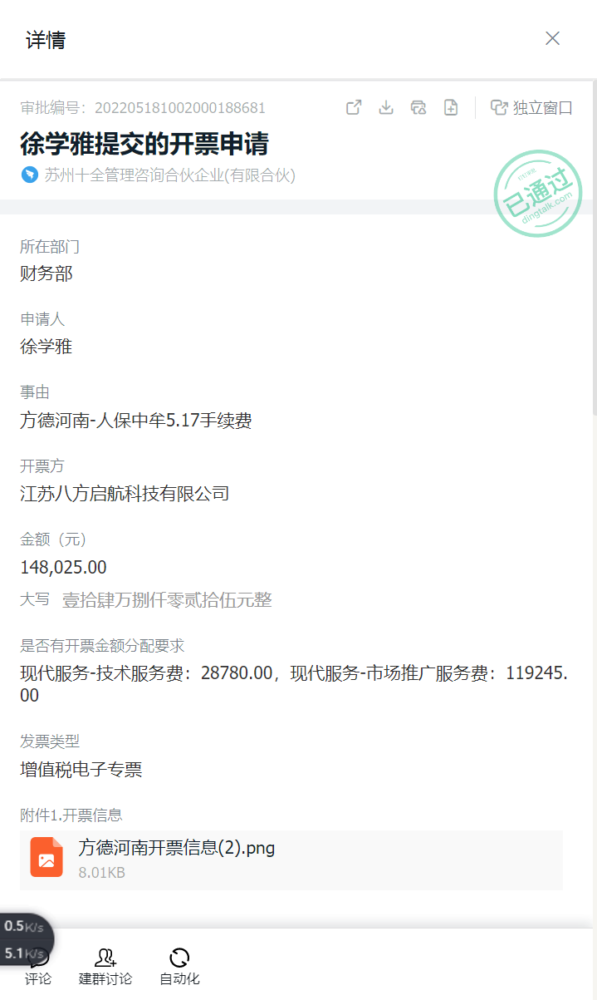 详情
审批编号：202205181002000188681
独立窗口
徐学雅提交的开票申请
苏州十全管理咨询合伙企业(有限合伙)
已通过
dingtalk.com
所在部门
财务部
申请人
徐学雅
事由
方德河南-人保中牟5.17手续费
开票方
江苏八方启航科技有限公司
金额（元）
148,025.00
大写 壹拾肆万捌仟零贰拾伍元整
是否有开票金额分配要求
现代服务-技术服务费：28780.00，现代服务-市场推广服务费：119245.
00
发票类型
增值税电子专票
附件1.开票信息
方德河南开票信息(2).png
8.01KB
0.5K/s
5.1K/s
评论
建群讨论
自动化